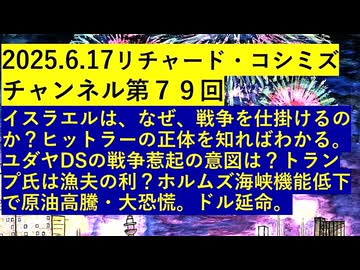 2025.6.17リチャード・コシミズ
チャンネル第７９回
イスラエルは、なぜ、戦争を仕掛けるの
か？ヒットラーの正体を知ればわかる。
ユダヤDSの戦争惹起の意図は？トラン
プ氏は漁夫の利？ホルムズ海峡機能低下
で原油高騰・大恐慌。ドル延命。